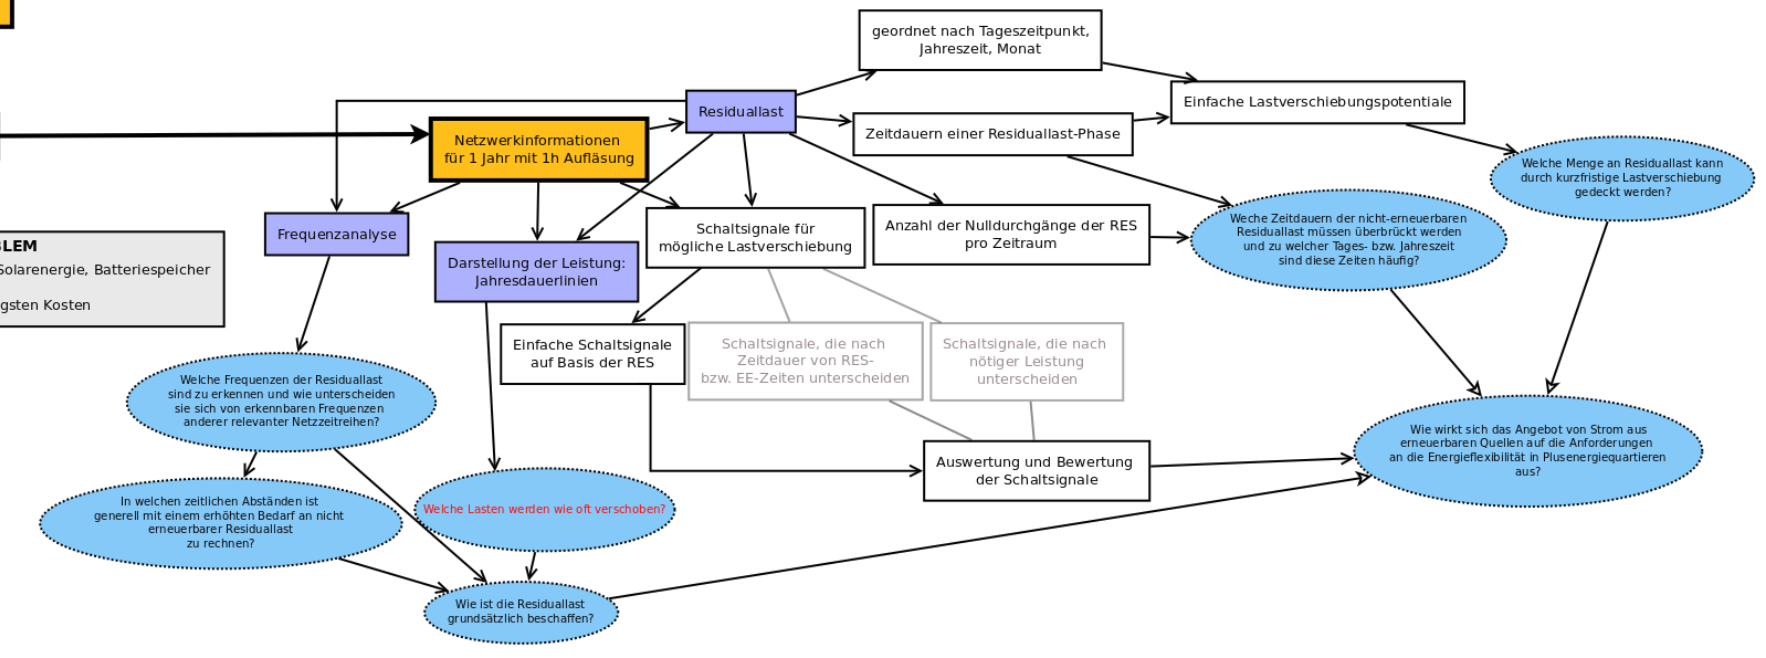 geordnet nach Tageszeitpunkt,
Jahreszeit, Monat
Residuallast
Einfache Lastverschiebungspotentiale
Netzwerkinformationen
für 1 Jahr mit 1h Aufläsung
Zeitdauern einer Residuallast-Phase
Welche Menge an Residuallast kann
durch kurzfristige Lastverschiebung
gedeckt werden?
Frequenzanalyse
Schaltsignale für
mögliche Lastverschiebung
Anzahl der Nulldurchgänge der RES
pro Zeitraum
Weche Zeitdauern der nicht-erneuerbaren
Residuallast müssen überbrückt werden
und zu welcher Tages- bzw. Jahreszeit
sind diese Zeiten häufig?
BLEM
Solarenergie, Batteriespeicher
gsten Kosten
Darstellung der Leistung:
Jahresdauerlinien
Einfache Schaltsignale
auf Basis der RES
Schaltsignale, die nach
Zeitdauer von RES-
bzw. EE-Zeiten unterscheiden
Schaltsignale, die nach
nötiger Leistung
unterscheiden
Welche Frequenzen der Residuallast
sind zu erkennen und wie unterscheiden
sie sich von erkennbaren Frequenzen
anderer relevanter Netzzeitreihen?
Wie wirkt sich das Angebot von Strom aus
erneuerbaren Quellen auf die Anforderungen
an die Energieflexibilität in Plusenergiequartieren
aus?
Auswertung und Bewertung
der Schaltsignale
In welchen zeitlichen Abständen ist
generell mit einem erhöhten Bedarf an nicht
erneuerbarer Residuallast
zu rechnen?
Welche Lasten werden wie oft verschoben?
Wie ist die Residuallast
grundsätzlich beschaffen?